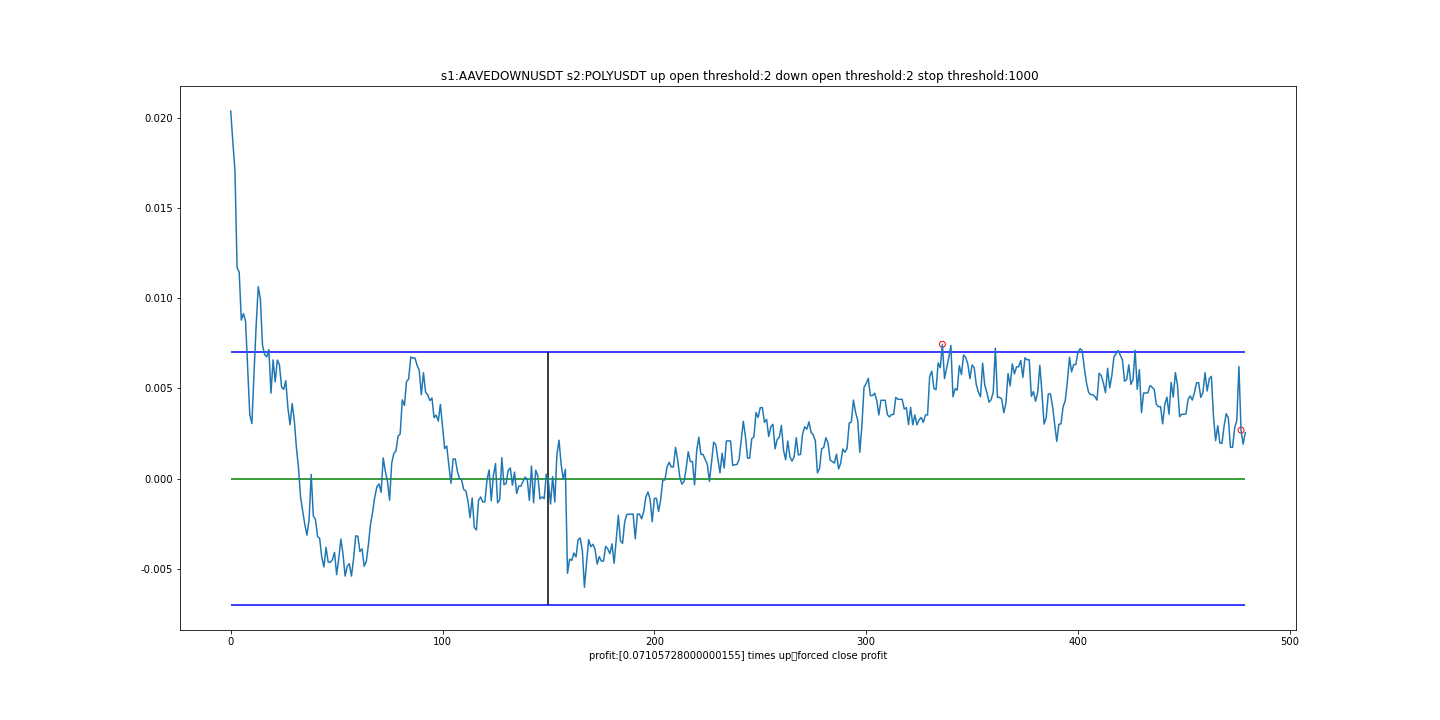 s1:AAVEDOWNUSDT s2:POLYUSDT up open threshold:2 down open threshold:2 stop threshold:1000
0.020
0.015
0.010
0.005
0.000
-0.005
0 100 200 300 400 500
profit:[0.07105728000000155] times up▯forced close profit